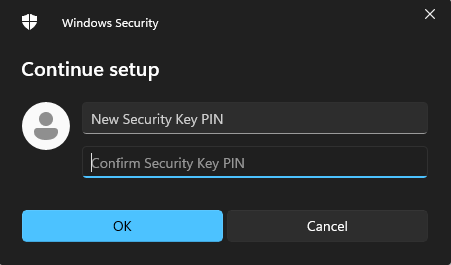 Windows Security
Continue setup
New Security Key PIN
Confirm Security Key PIN
OK
Cancel